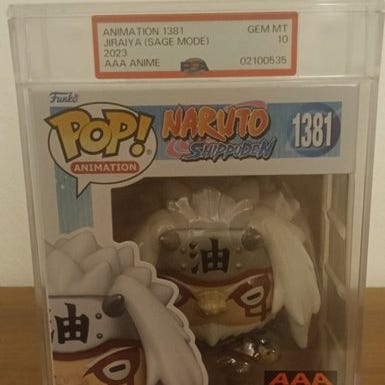 ANIMATION 1381 GEM MT
JIRAIYA (SAGE MODE) 10
2023
AAA ANIME 02100535
PSA
Funko
POP!
ANIMATION
NARUTO
SHIPPUDEN
1381
油
油
AAA